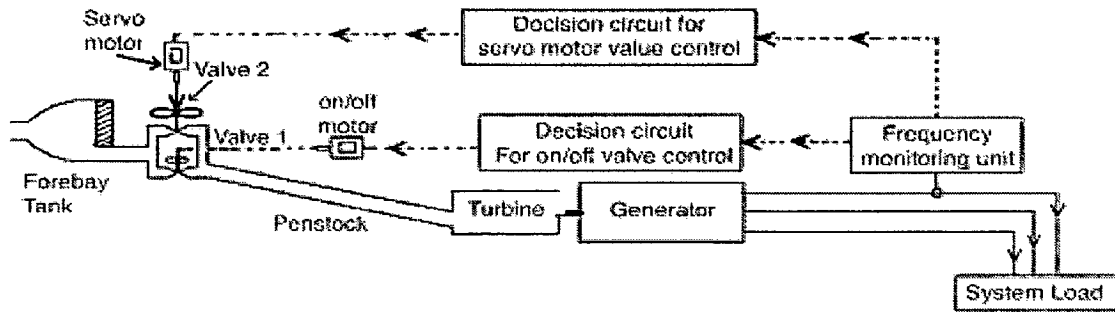 Servo
motor
Decision circuit for
servo motor value control
Valve 2
on/off
motor
Valve 1
Decision circuit
For on/off valve control
Frequency
monitoring unit
Forebay
Tank
Penstock
Turbine
Generator
System Load